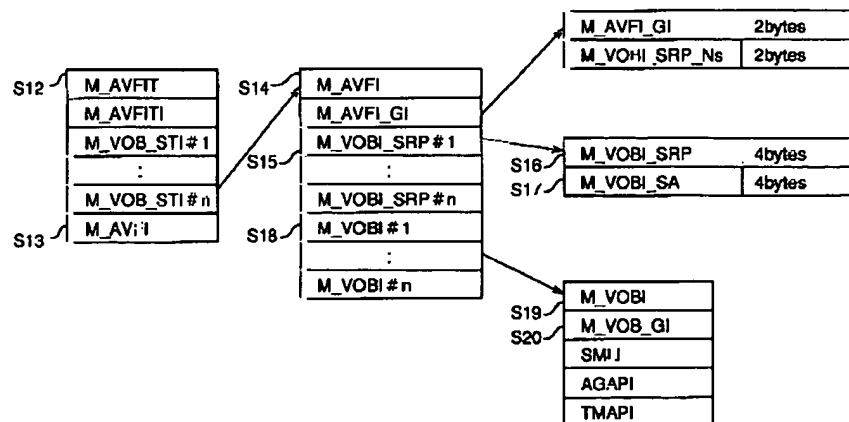 S12
M_AVFIT
M_AVFITI
M_VOB_STI#1
:
M_VOB_STI#n
S13
S14
M_AVFI
M_AVFI_GI
M_VOBI_SRP#1
S15
:
M_VOBI_SRP#n
S18
M_VOBI#1
:
M_VOBI#n
M_AVFI_GI 2bytes
M_VOHI_SRP_Ns 2bytes
M_VOBI_SRP 4bytes
S16
M_VOBI_SA 4bytes
S17
M_VOBI
S19
M_VOB_GI
S20
AGAPI
TMAPI